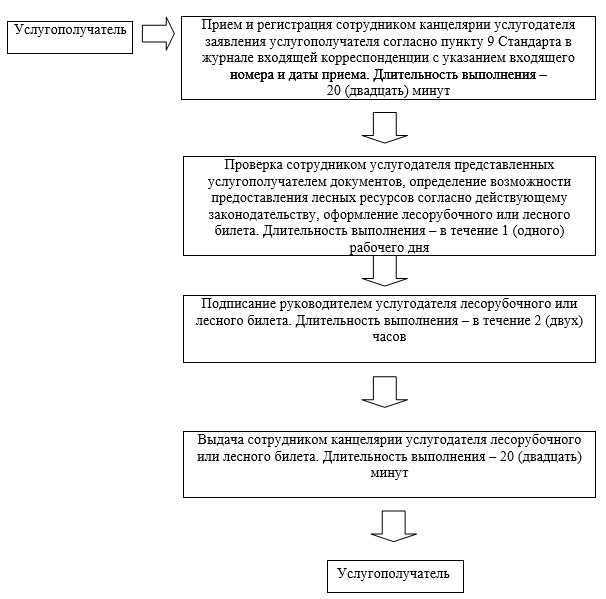 Услугополучатель
Прием и регистрация сотрудником канцелярии услугодателя
заявления услугополучателя согласно пункту 9 Стандарта в
журнале входящей корреспонденции с указанием входящего
номера и даты приема. Длительность выполнения –
20 (двадцать) минут
Проверка сотрудником услугодателя представленных
услугополучателем документов, определение возможности
предоставления лесных ресурсов согласно действующему
законодательству, оформление лесорубочного или лесного
билета. Длительность выполнения – в течение 1 (одного)
рабочего дня
Подписание руководителем услугодателя лесорубочного или
лесного билета. Длительность выполнения – в течение 2 (двух)
часов
Выдача сотрудником канцелярии услугодателя лесорубочного
или лесного билета. Длительность выполнения – 20 (двадцать)
минут
Услугополучатель